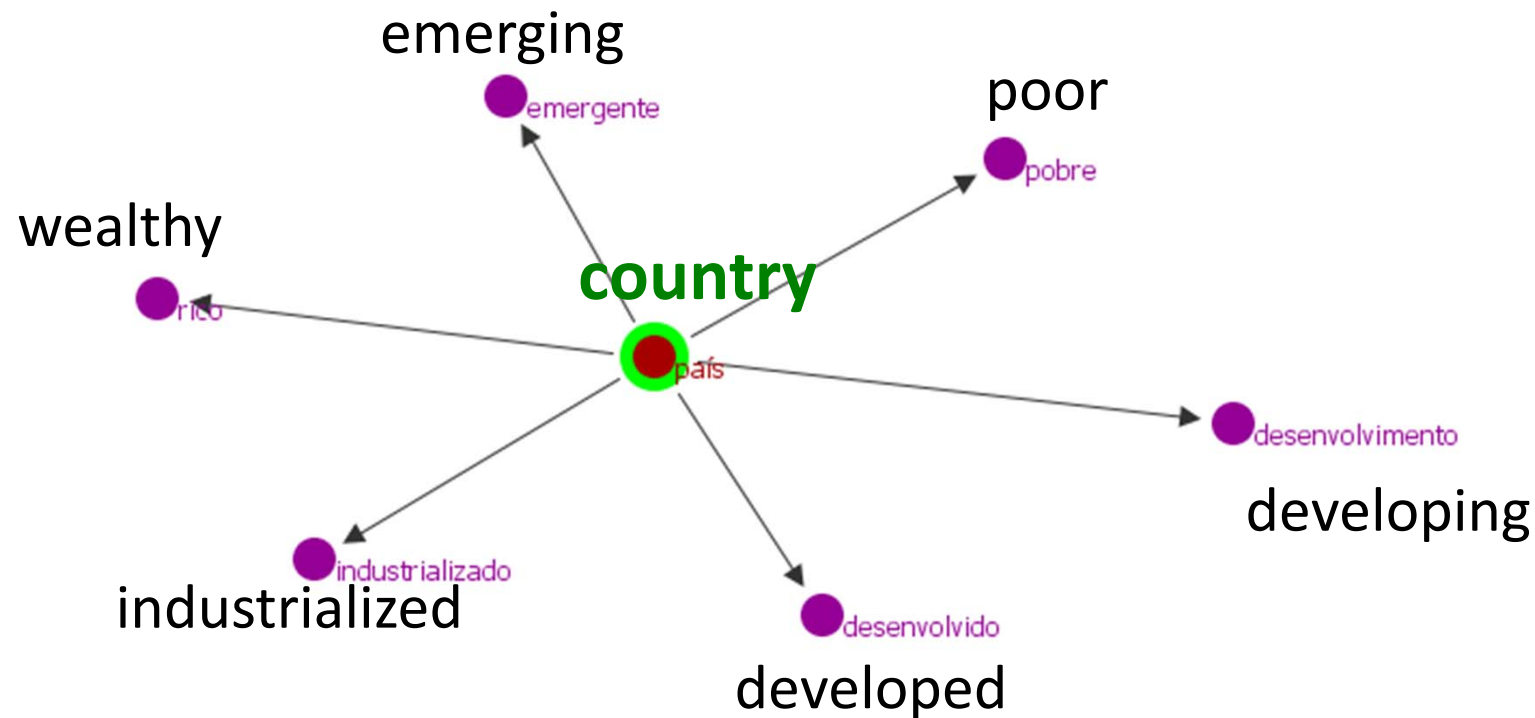 emerging
emergente
poor
pobre
wealthy
rico
country
país
desenvolvimento
developing
industrializado
industrialized
desenvolvido
developed